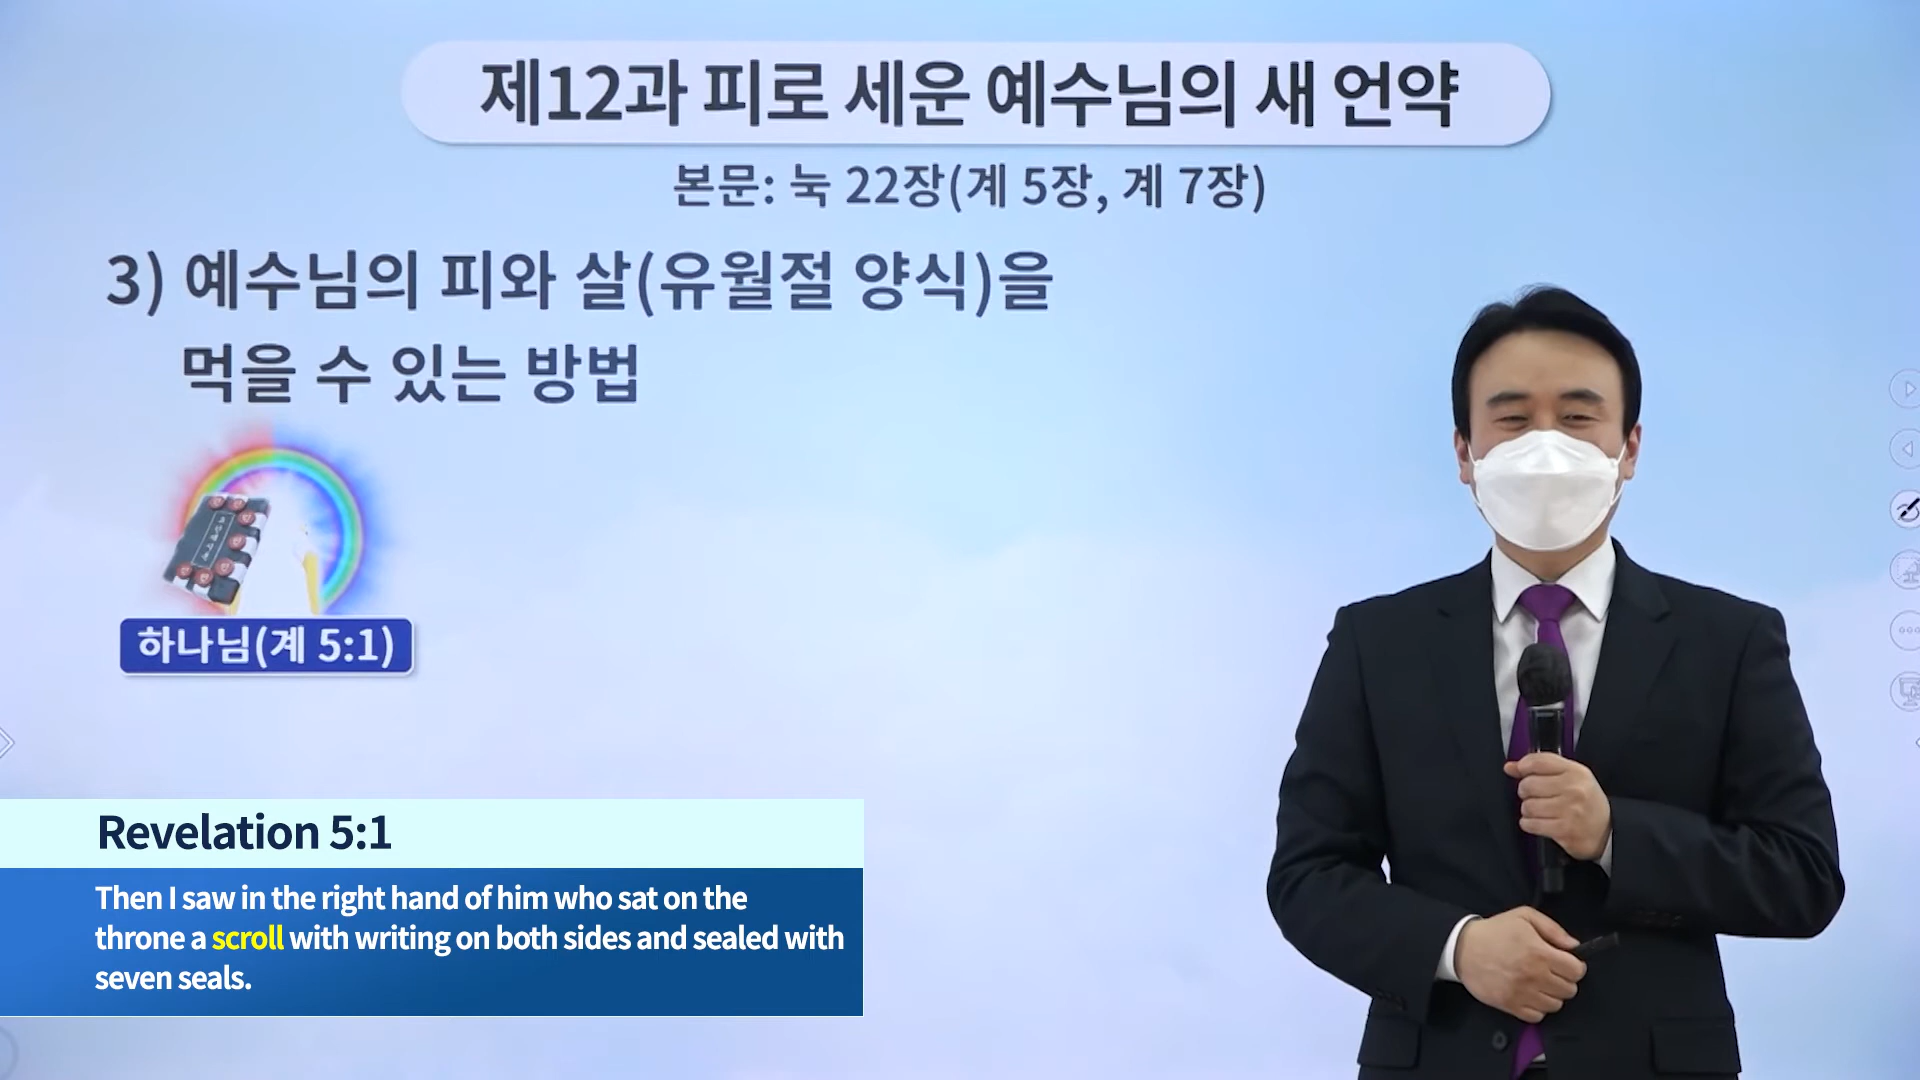 제12과 피로 세운 예수님의 새 언약
본문: 눅 22장(계 5장, 계 7장)
3) 예수님의 피와 살(유월절 양식)을
먹을 수 있는 방법
하나님(계 5:1)
Revelation 5:1
Then I saw in the right hand of him who sat on the
throne a scroll with writing on both sides and sealed with
seven seals.